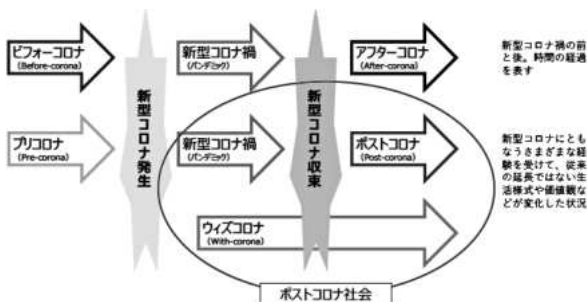 ビフォーコロナ
(Before-corona)
新型コロナ禍
(パンデミック)
アフターコロナ
(After-corona)
新型コロナ禍の前
と後。時間の経過
を表す
新型コロナ発生
新型コロナ収束
プリコロナ
(Pre-corona)
新型コロナ禍
(パンデミック)
ポストコロナ
(Post-corona)
新型コロナにとも
なうさまざまな経
験を受けて、従来
の延長ではない生
活様式や価値観な
どが変化した状況
ウィズコロナ
(With-corona)
ポストコロナ社会